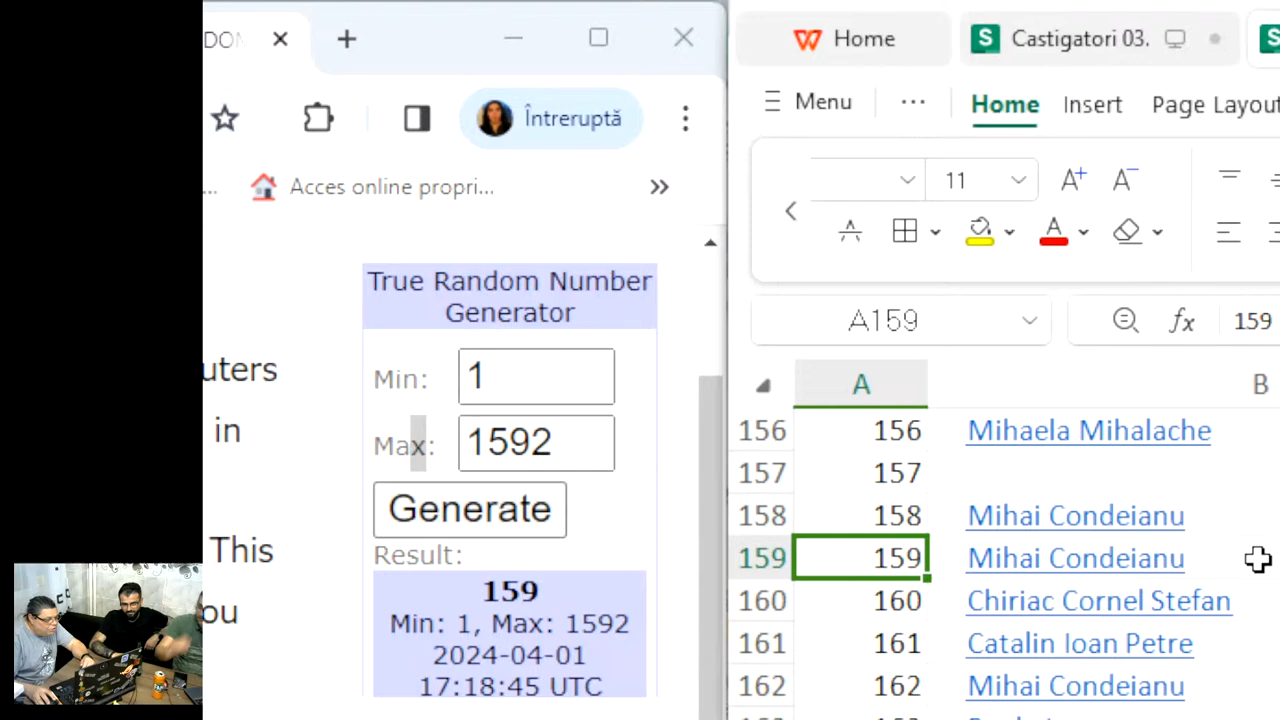 DOM
Întreruptă
... Acces online propri...
uters
in
This
ou
True Random Number
Generator
Min: 1
Max: 1592
Generate
Result:
159
Min: 1, Max: 1592
2024-04-01
17:18:45 UTC
Home S Castigatori 03. S
Menu ... Home Insert Page Layout
11 A+ A-
A
A159 fx 159
A B
156 156 Mihaela Mihalache
157 157
158 158 Mihai Condeianu
159 159 Mihai Condeianu
160 160 Chiriac Cornel Stefan
161 161 Catalin Ioan Petre
162 162 Mihai Condeianu